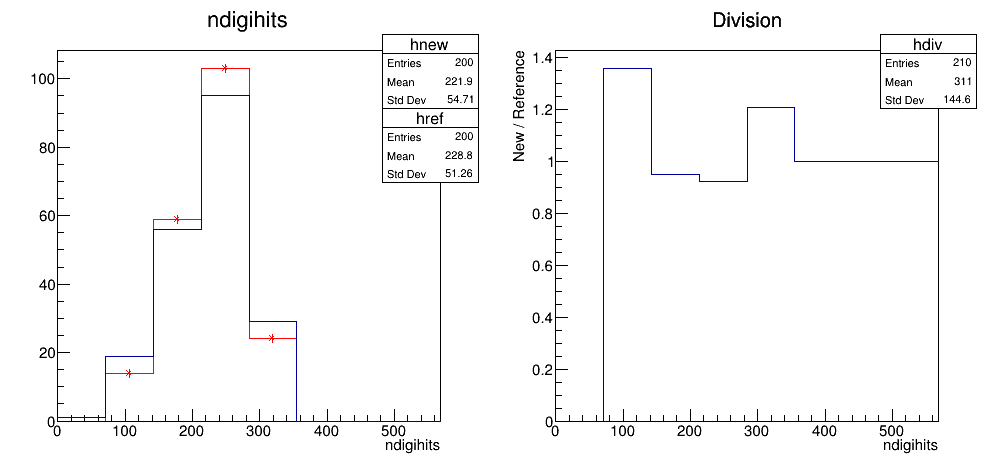 ndigihits
hnew
Entries 200
Mean 221.9
Std Dev 54.71
href
Entries 200
Mean 228.8
Std Dev 51.26
100
80
60
40
20
0
0 100 200 300 400 500
ndigihits
Division
hdiv
Entries 210
Mean 311
Std Dev 144.6
New / Reference
1.4
1.2
1
0.8
0.6
0.4
0.2
0
0 100 200 300 400 500
ndigihits